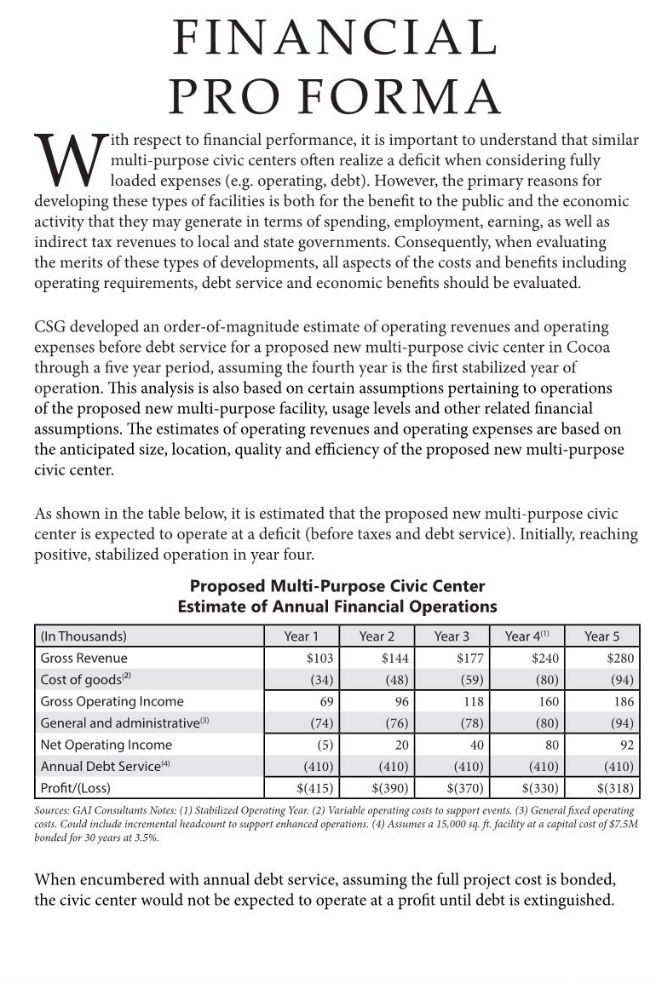 FINANCIAL
PRO FORMA
With respect to financial performance, it is important to understand that similar
multi-purpose civic centers often realize a deficit when considering fully
loaded expenses (e.g. operating, debt). However, the primary reasons for
developing these types of facilities is both for the benefit to the public and the economic
activity that they may generate in terms of spending, employment, earning, as well as
indirect tax revenues to local and state governments. Consequently, when evaluating
the merits of these types of developments, all aspects of the costs and benefits including
operating requirements, debt service and economic benefits should be evaluated.
CSG developed an order-of-magnitude estimate of operating revenues and operating
expenses before debt service for a proposed new multi-purpose civic center in Cocoa
through a five year period, assuming the fourth year is the first stabilized year of
operation. This analysis is also based on certain assumptions pertaining to operations
of the proposed new multi-purpose facility, usage levels and other related financial
assumptions. The estimates of operating revenues and operating expenses are based on
the anticipated size, location, quality and efficiency of the proposed new multi-purpose
civic center.
As shown in the table below, it is estimated that the proposed new multi-purpose civic
center is expected to operate at a deficit (before taxes and debt service). Initially, reaching
positive, stabilized operation in year four.
Proposed Multi-Purpose Civic Center
Estimate of Annual Financial Operations
(In Thousands) Year 1 Year 2 Year 3 Year 4(1) Year 5
Gross Revenue $103 $144 $177 $240 $280
Cost of goods(2) (34) (48) (59) (80) (94)
Gross Operating Income 69 96 118 160 186
General and administrative(3) (74) (76) (78) (80) (94)
Net Operating Income (5) 20 40 80 92
Annual Debt Service(4) (410) (410) (410) (410) (410)
Profit/(Loss) $(415) $(390) $(370) $(330) $(318)
Sources: GAI Consultants Notes: (1) Stabilized Operating Year. (2) Variable operating costs to support events. (3) General fixed operating
costs. Could include incremental headcount to support enhanced operations. (4) Assumes a 15,000 sq. ft. facility at a capital cost of $7.5M
bonded for 30 years at 3.5%.
When encumbered with annual debt service, assuming the full project cost is bonded,
the civic center would not be expected to operate at a profit until debt is extinguished.